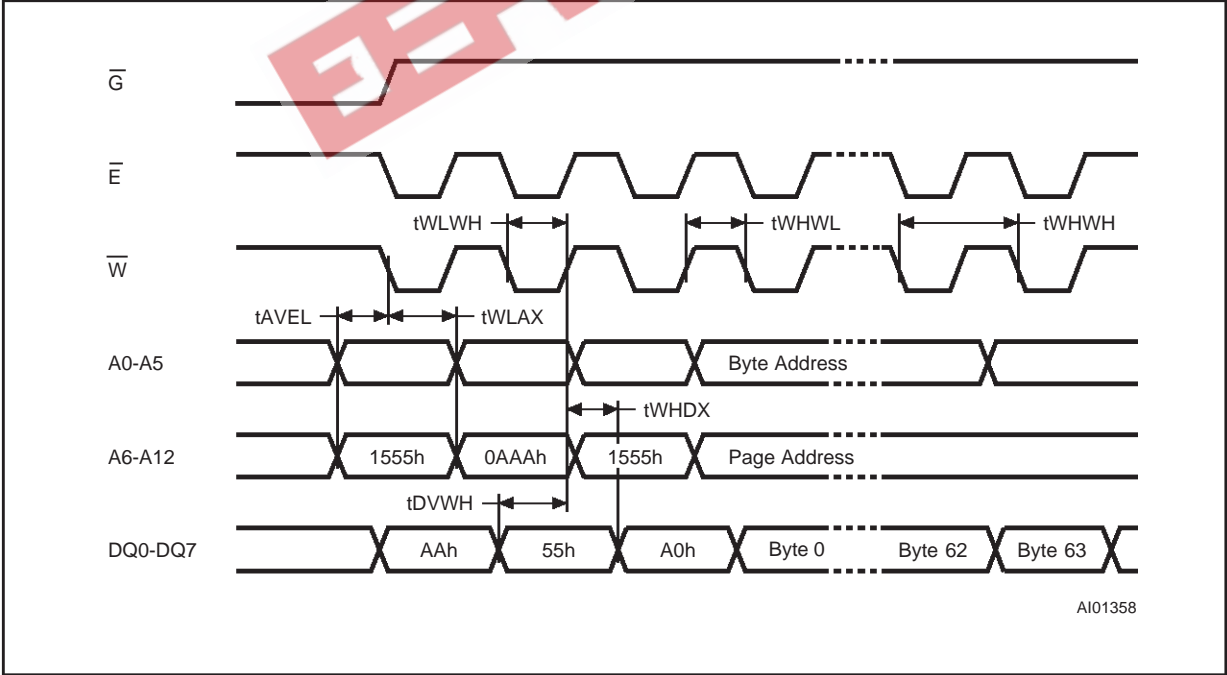 G
E
tWLWH
tWHWL
tWHWH
W
tAVEL
tWLAX
A0-A5
Byte Address
tWHDX
A6-A12
1555h
0AAAh
1555h
Page Address
tDVWH
DQ0-DQ7
AAh
55h
A0h
Byte 0
Byte 62
Byte 63
AI01358